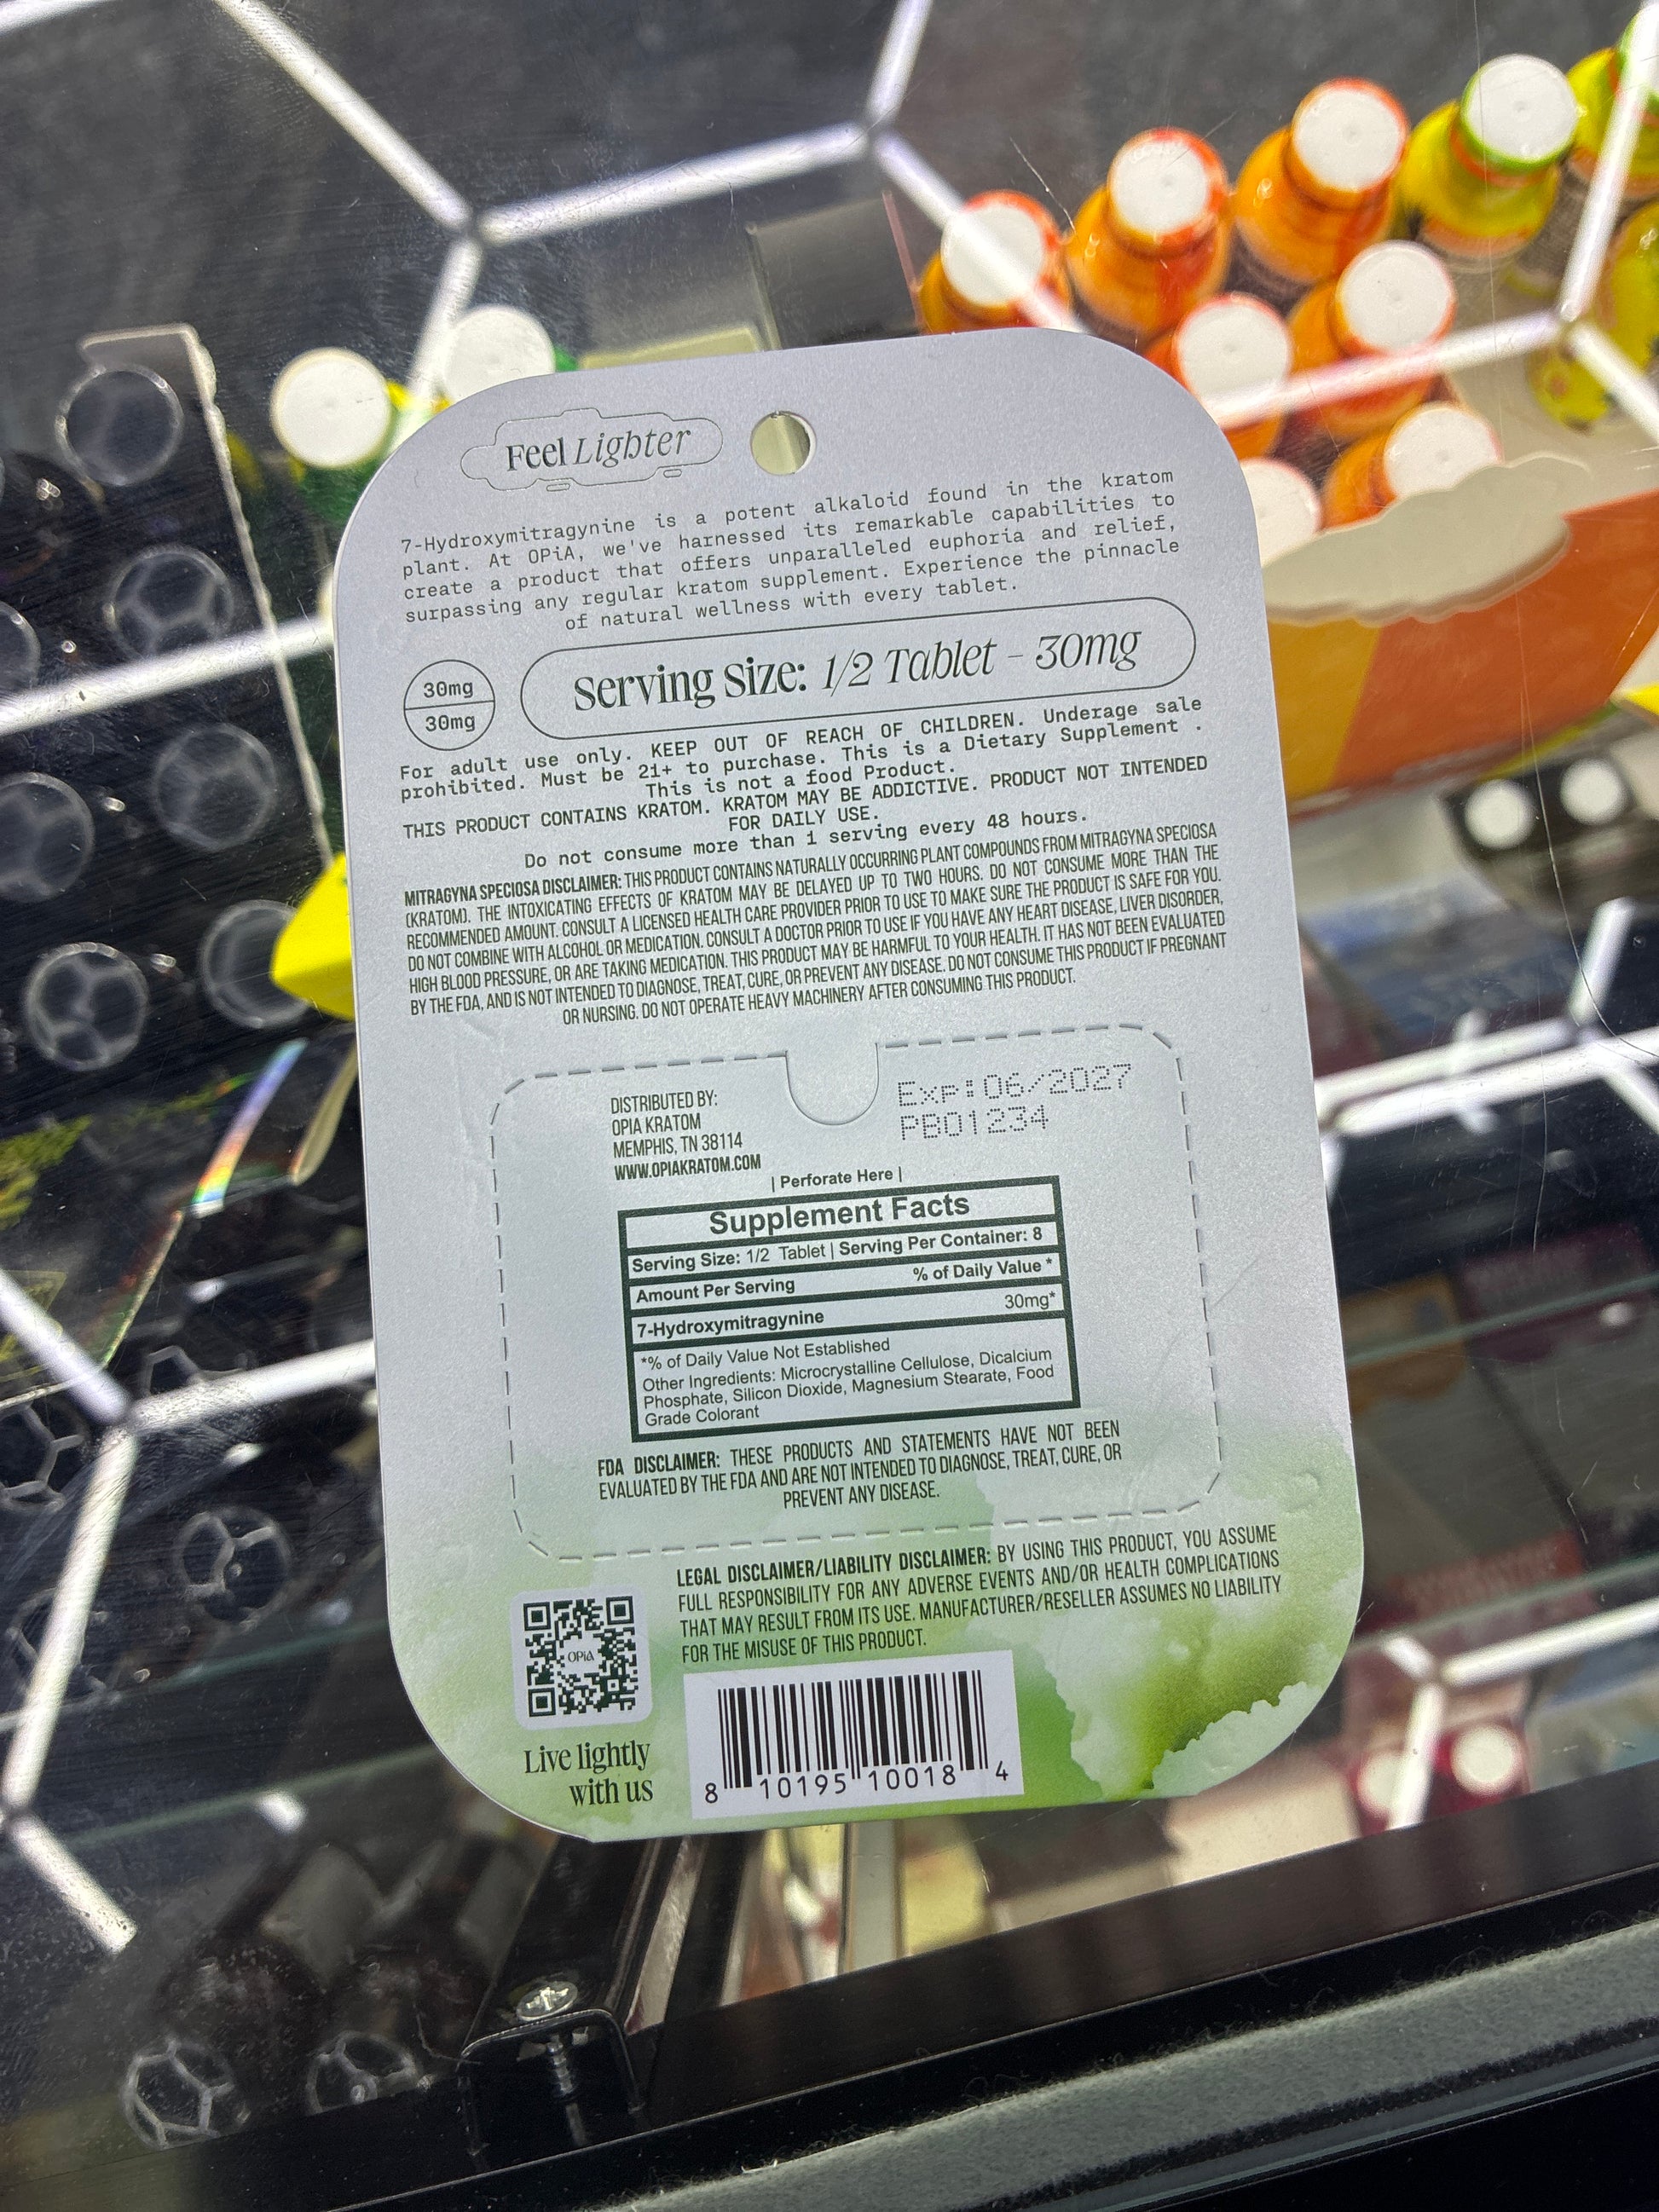 Feel Lighter
7-Hydroxymitragynine is a potent alkaloid found in the kratom
plant. At OPiA, we've harnessed its remarkable capabilities to
create a product that offers unparalleled euphoria and relief,
surpassing any regular kratom supplement. Experience the pinnacle
of natural wellness with every tablet.
30mg
30mg
Serving Size: 1/2 Tablet - 30mg
For adult use only. KEEP OUT OF REACH OF CHILDREN. Underage sale
prohibited. Must be 21+ to purchase. This is a Dietary Supplement .
This is not a food Product.
THIS PRODUCT CONTAINS KRATOM. KRATOM MAY BE ADDICTIVE. PRODUCT NOT INTENDED
FOR DAILY USE.
Do not consume more than 1 serving every 48 hours.
MITRAGYNA SPECIOSA DISCLAIMER: THIS PRODUCT CONTAINS NATURALLY OCCURRING PLANT COMPOUNDS FROM MITRAGYNA SPECIOSA
(KRATOM). THE INTOXICATING EFFECTS OF KRATOM MAY BE DELAYED UP TO TWO HOURS. DO NOT CONSUME MORE THAN THE
RECOMMENDED AMOUNT. CONSULT A LICENSED HEALTH CARE PROVIDER PRIOR TO USE TO MAKE SURE THE PRODUCT IS SAFE FOR YOU.
DO NOT COMBINE WITH ALCOHOL OR MEDICATION. CONSULT A DOCTOR PRIOR TO USE IF YOU HAVE ANY HEART DISEASE, LIVER DISORDER,
HIGH BLOOD PRESSURE, OR ARE TAKING MEDICATION. THIS PRODUCT MAY BE HARMFUL TO YOUR HEALTH. IT HAS NOT BEEN EVALUATED
BY THE FDA, AND IS NOT INTENDED TO DIAGNOSE, TREAT, CURE, OR PREVENT ANY DISEASE. DO NOT CONSUME THIS PRODUCT IF PREGNANT
OR NURSING. DO NOT OPERATE HEAVY MACHINERY AFTER CONSUMING THIS PRODUCT.
DISTRIBUTED BY:
OPIA KRATOM
MEMPHIS, TN 38114
WWW.OPIAKRATOM.COM
Exp:06/2027
PB01234
| Perforate Here |
Supplement Facts
Serving Size: 1/2 Tablet | Serving Per Container: 8
Amount Per Serving % of Daily Value *
7-Hydroxymitragynine 30mg*
*% of Daily Value Not Established
Other Ingredients: Microcrystalline Cellulose, Dicalcium
Phosphate, Silicon Dioxide, Magnesium Stearate, Food
Grade Colorant
FDA DISCLAIMER: THESE PRODUCTS AND STATEMENTS HAVE NOT BEEN
EVALUATED BY THE FDA AND ARE NOT INTENDED TO DIAGNOSE, TREAT, CURE, OR
PREVENT ANY DISEASE.
LEGAL DISCLAIMER/LIABILITY DISCLAIMER: BY USING THIS PRODUCT, YOU ASSUME
FULL RESPONSIBILITY FOR ANY ADVERSE EVENTS AND/OR HEALTH COMPLICATIONS
THAT MAY RESULT FROM ITS USE. MANUFACTURER/RESELLER ASSUMES NO LIABILITY
FOR THE MISUSE OF THIS PRODUCT.
OPiA
Live lightly
with us
8 10195 10018 4